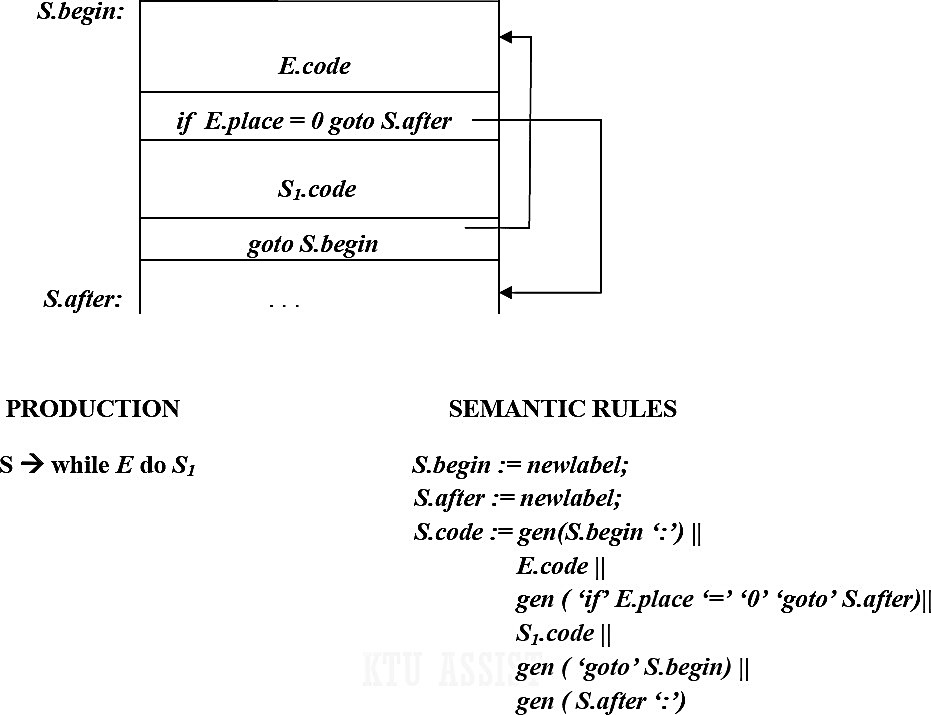 S.begin:
E.code
if E.place = 0 goto S.after
S₁.code
goto S.begin
S.after: . . .
PRODUCTION SEMANTIC RULES
S → while E do S₁ S.begin := newlabel;
S.after := newlabel;
S.code := gen(S.begin ‘:’) ||
E.code ||
gen ( ‘if’ E.place ‘=’ ‘0’ ‘goto’ S.after)||
S₁.code ||
gen ( ‘goto’ S.begin) ||
gen ( S.after ‘:’)
KTU ASSIST